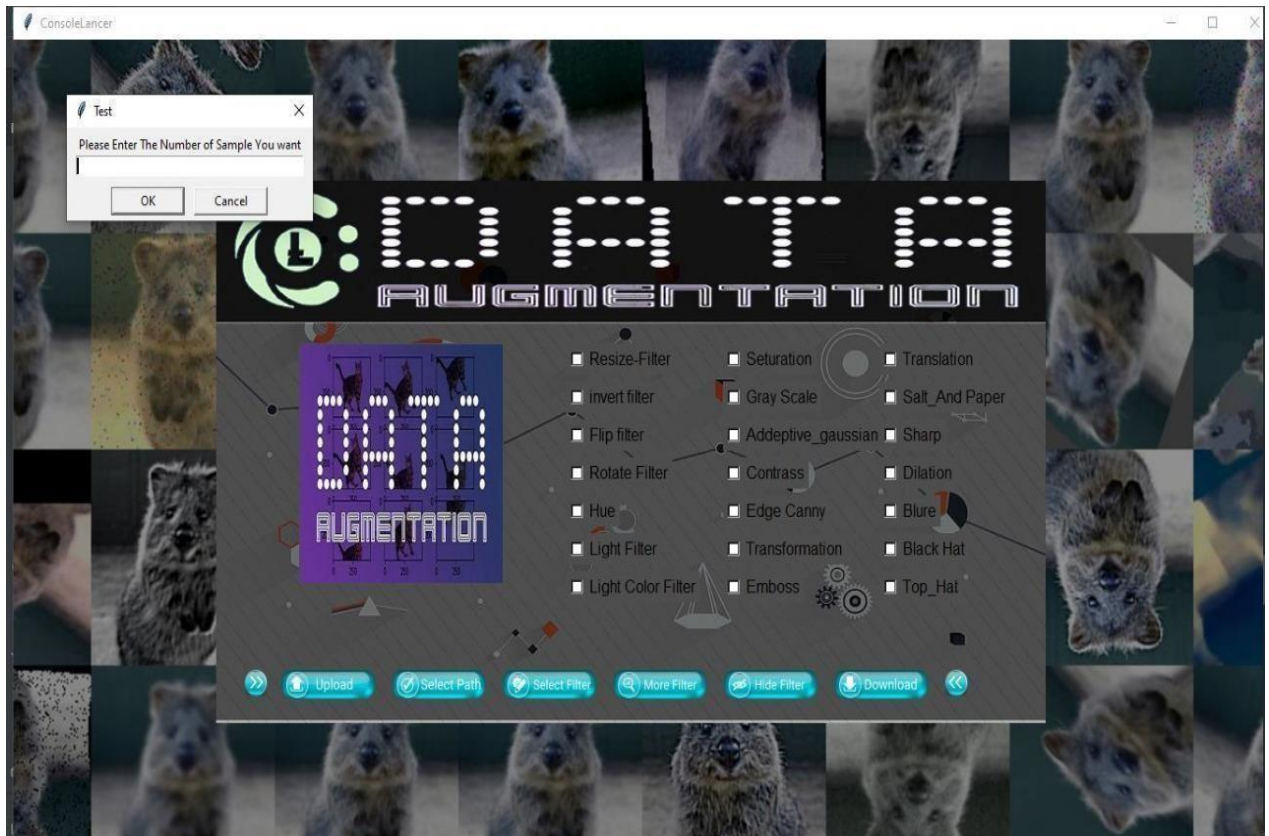 ConsoleLancer
Test
Please Enter The Number of Sample You want
OK Cancel
DATA
AUGMENTATION
DATA
AUGMENTATION
Resize-Filter Seturation Translation
invert filter Gray Scale Salt_And Paper
Flip filter Addeptive_gaussian Sharp
Rotate Filter Contrass Dilation
Hue Edge Canny Blure
Light Filter Transformation Black Hat
Light Color Filter Emboss Top_Hat
Upload Select Path Select Filter More Filter Hide Filter Download